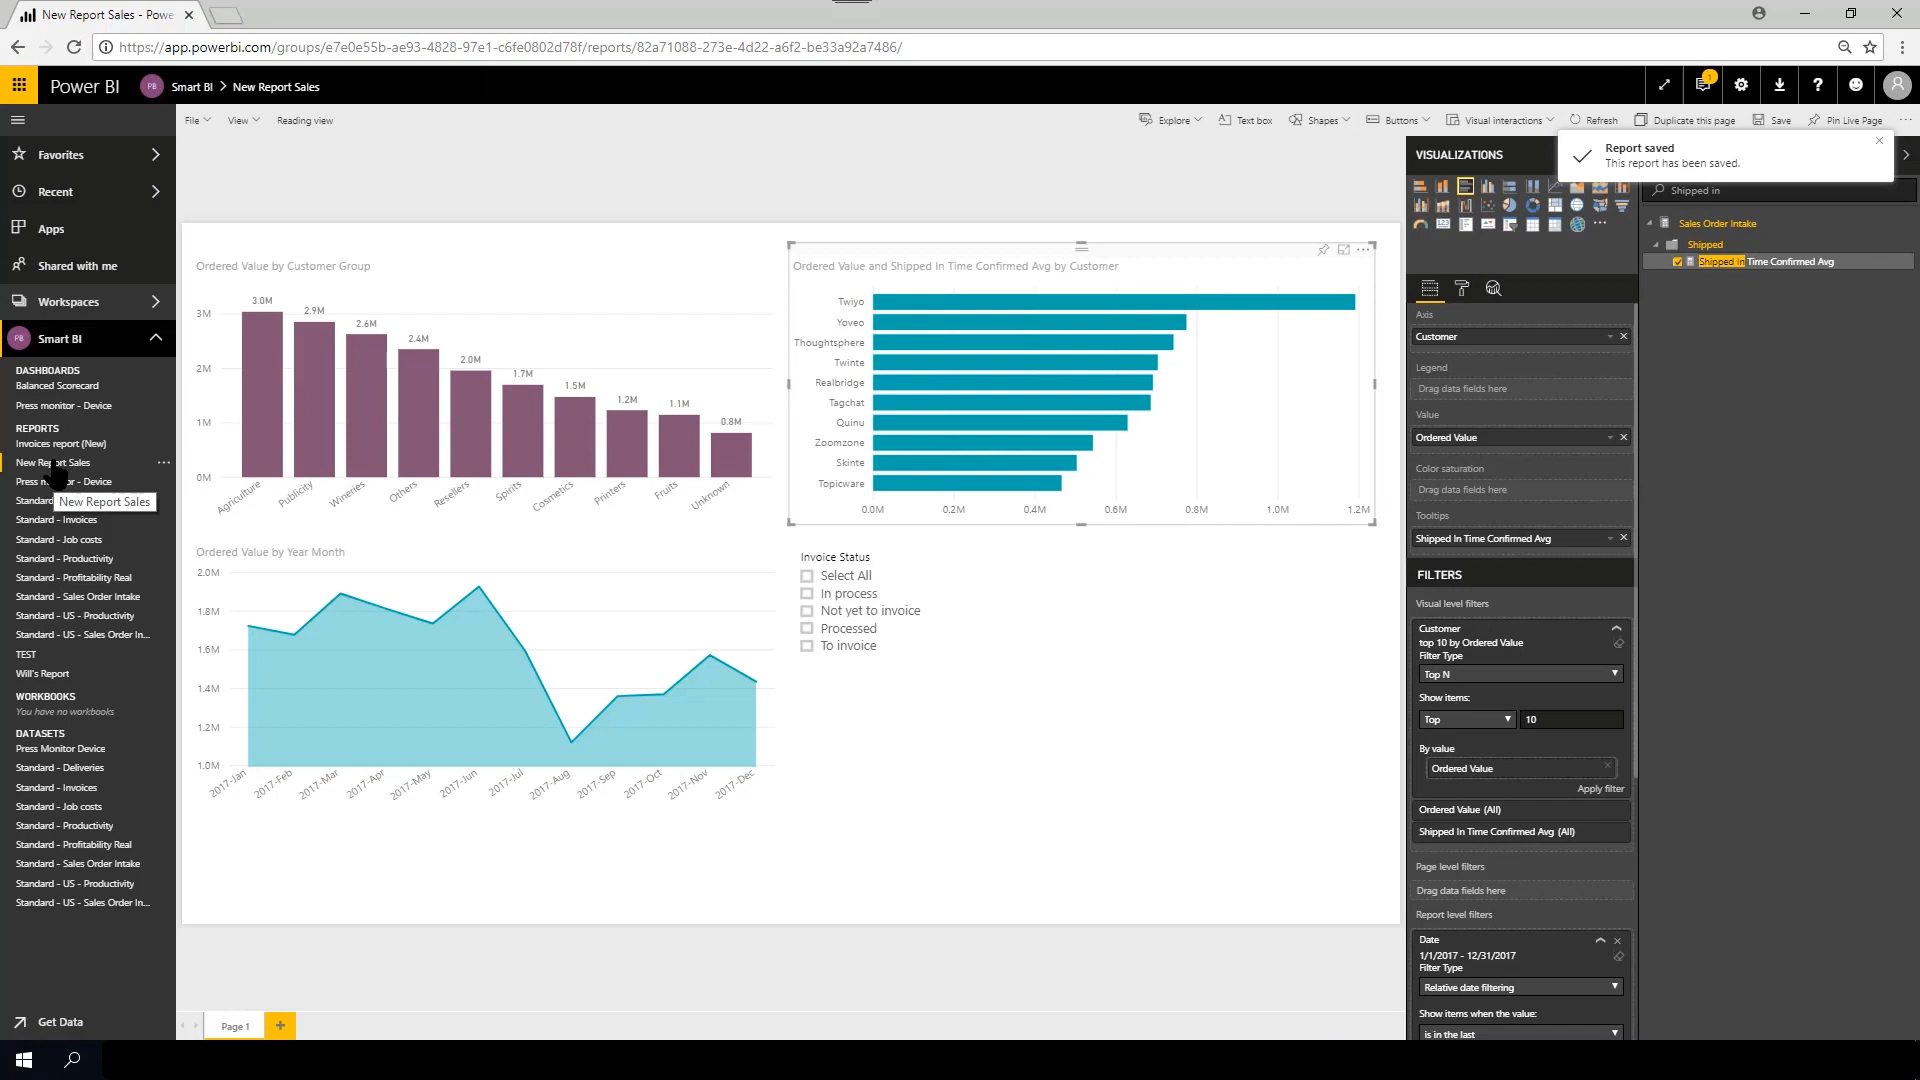 New Report Sales - Powe
https://app.powerbi.com/groups/e7e0e55b-ae93-4828-97e1-c6fe0802d78f/reports/82a71088-273e-4d22-a6f2-be33a92a7486/
Power BI
PB
Smart BI > New Report Sales
1
?
File
View
Reading view
Explore
Text box
Shapes
Buttons
Visual interactions
Refresh
Duplicate this page
Save
Pin Live Page
Report saved
This report has been saved.
Favorites
Recent
Apps
Shared with me
Workspaces
PB
Smart BI
DASHBOARDS
Balanced Scorecard
Press monitor - Device
REPORTS
Invoices report (New)
New Report Sales
Press monitor - Device
Standard
New Report Sales
Standard - Invoices
Standard - Job costs
Standard - Productivity
Standard - Profitability Real
Standard - Sales Order Intake
Standard - US - Productivity
Standard - US - Sales Order In...
TEST
Will's Report
WORKBOOKS
You have no workbooks
DATASETS
Press Monitor Device
Standard - Deliveries
Standard - Invoices
Standard - Job costs
Standard - Productivity
Standard - Profitability Real
Standard - Sales Order Intake
Standard - US - Productivity
Standard - US - Sales Order In...
Get Data
Ordered Value by Customer Group
3M
2M
1M
0M
3.0M
2.9M
2.6M
2.4M
2.0M
1.7M
1.5M
1.2M
1.1M
0.8M
Agriculture
Publicity
Wineries
Others
Resellers
Spirits
Cosmetics
Printers
Fruits
Unknown
Ordered Value and Shipped In Time Confirmed Avg by Customer
Twiyo
Yoveo
Thoughtsphere
Twinte
Realbridge
Tagchat
Quinu
Zoomzone
Skinte
Topicware
0.0M
0.2M
0.4M
0.6M
0.8M
1.0M
1.2M
Ordered Value by Year Month
2.0M
1.8M
1.6M
1.4M
1.2M
1.0M
2017-Jan
2017-Feb
2017-Mar
2017-Apr
2017-May
2017-Jun
2017-Jul
2017-Aug
2017-Sep
2017-Oct
2017-Nov
2017-Dec
Invoice Status
Select All
In process
Not yet to invoice
Processed
To invoice
Page 1
VISUALIZATIONS
Axis
Customer
Legend
Drag data fields here
Value
Ordered Value
Color saturation
Drag data fields here
Tooltips
Shipped In Time Confirmed Avg
FILTERS
Visual level filters
Customer
top 10 by Ordered Value
Filter Type
Top N
Show items:
Top
10
By value
Ordered Value
Apply filter
Ordered Value (All)
Shipped In Time Confirmed Avg (All)
Page level filters
Drag data fields here
Report level filters
Date
1/1/2017 - 12/31/2017
Filter Type
Relative date filtering
Show items when the value:
is in the last
Shipped in
Sales Order Intake
Shipped
Shipped In Time Confirmed Avg